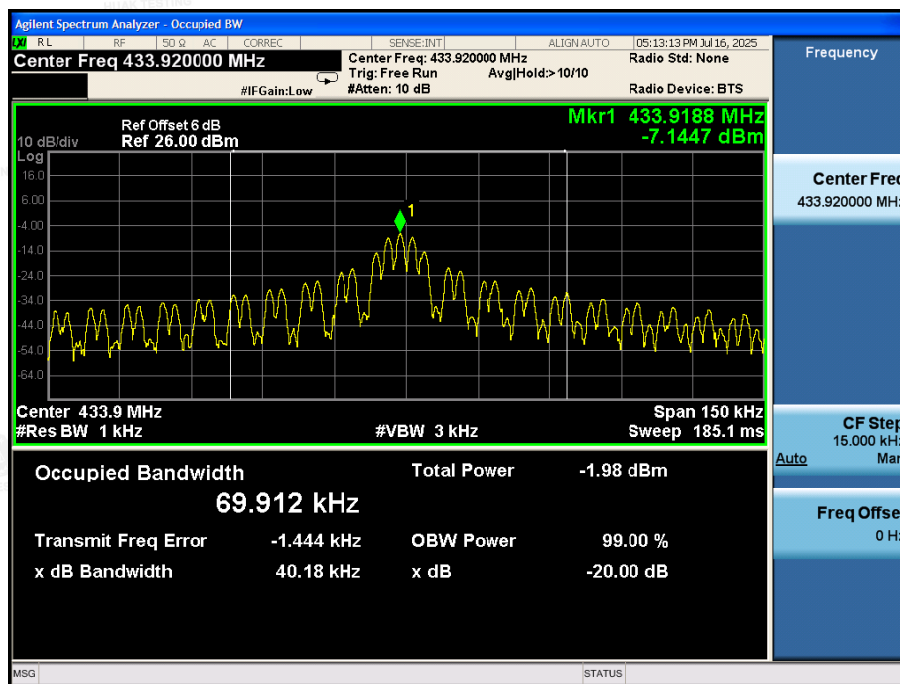 HUAK TESTING
Agilent Spectrum Analyzer - Occupied BW
LXI RL RF 50 Ω AC CORREC SENSE:INT ALIGN AUTO 05:13:13 PM Jul 16, 2025
Center Freq 433.920000 MHz
Center Freq: 433.920000 MHz
Radio Std: None
Trig: Free Run Avg|Hold:> 10/10
#IFGain:Low
#Atten: 10 dB
Radio Device: BTS
Mkr1 433.9188 MHz
-7.1447 dBm
Ref Offset 6 dB
10 dB/div Ref 26.00 dBm
Log
16.0
6.00
-4.00
-14.0
-24.0
-34.0
-44.0
-54.0
-64.0
1
Center 433.9 MHz Span 150 kHz
#Res BW 1 kHz #VBW 3 kHz Sweep 185.1 ms
Occupied Bandwidth Total Power -1.98 dBm
69.912 kHz
Transmit Freq Error -1.444 kHz OBW Power 99.00 %
x dB Bandwidth 40.18 kHz x dB -20.00 dB
MSG STATUS
Frequency
Center Freq
433.920000 MHz
CF Step
15.000 kHz
Auto Man
Freq Offse
0 Hz